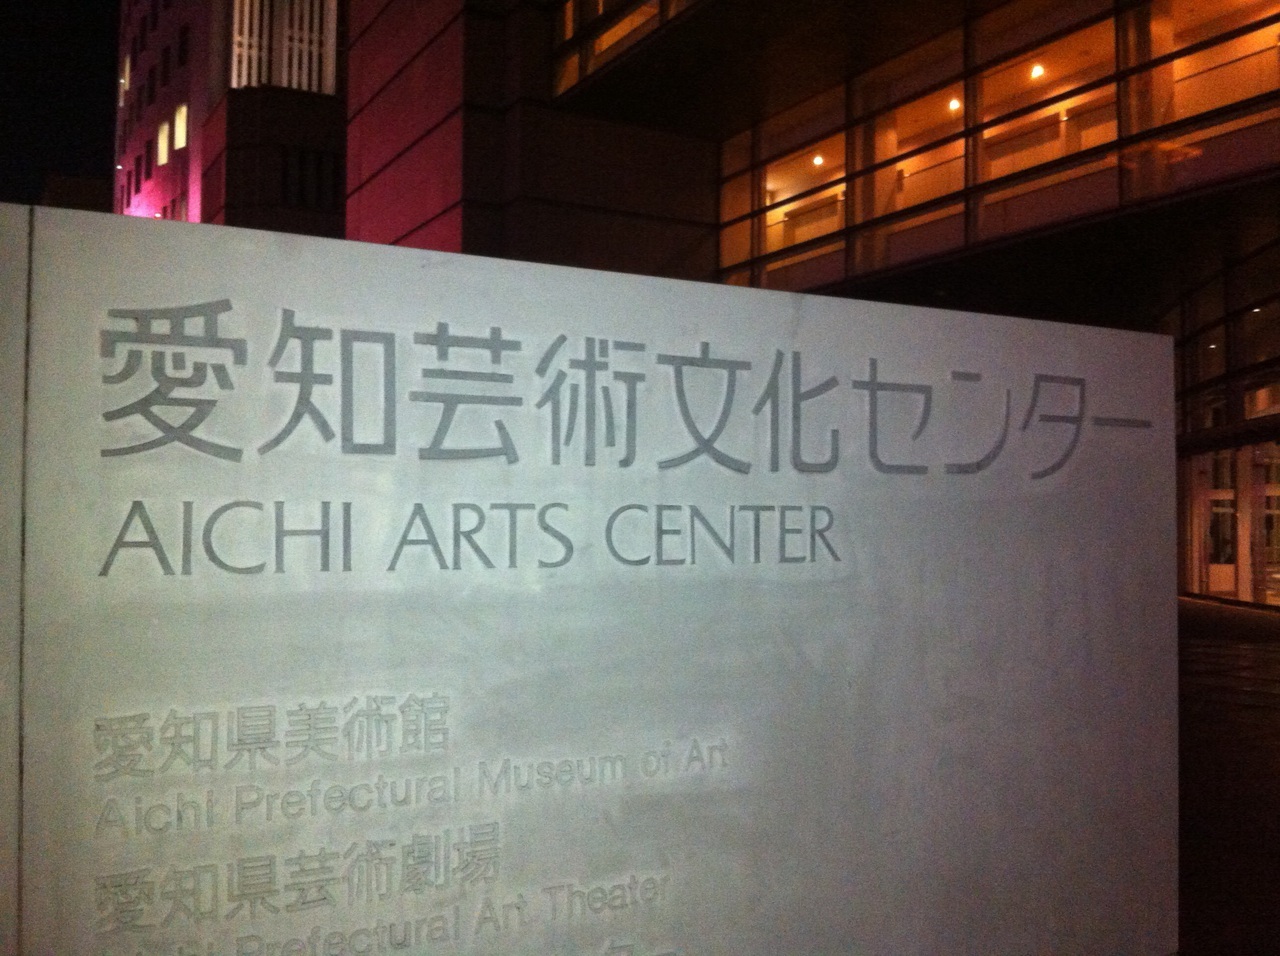 愛知芸術文化センター
AICHI ARTS CENTER
愛知県美術館
Aichi Prefectural Museum of Art
愛知県芸術劇場
Aichi Prefectural Art Theater